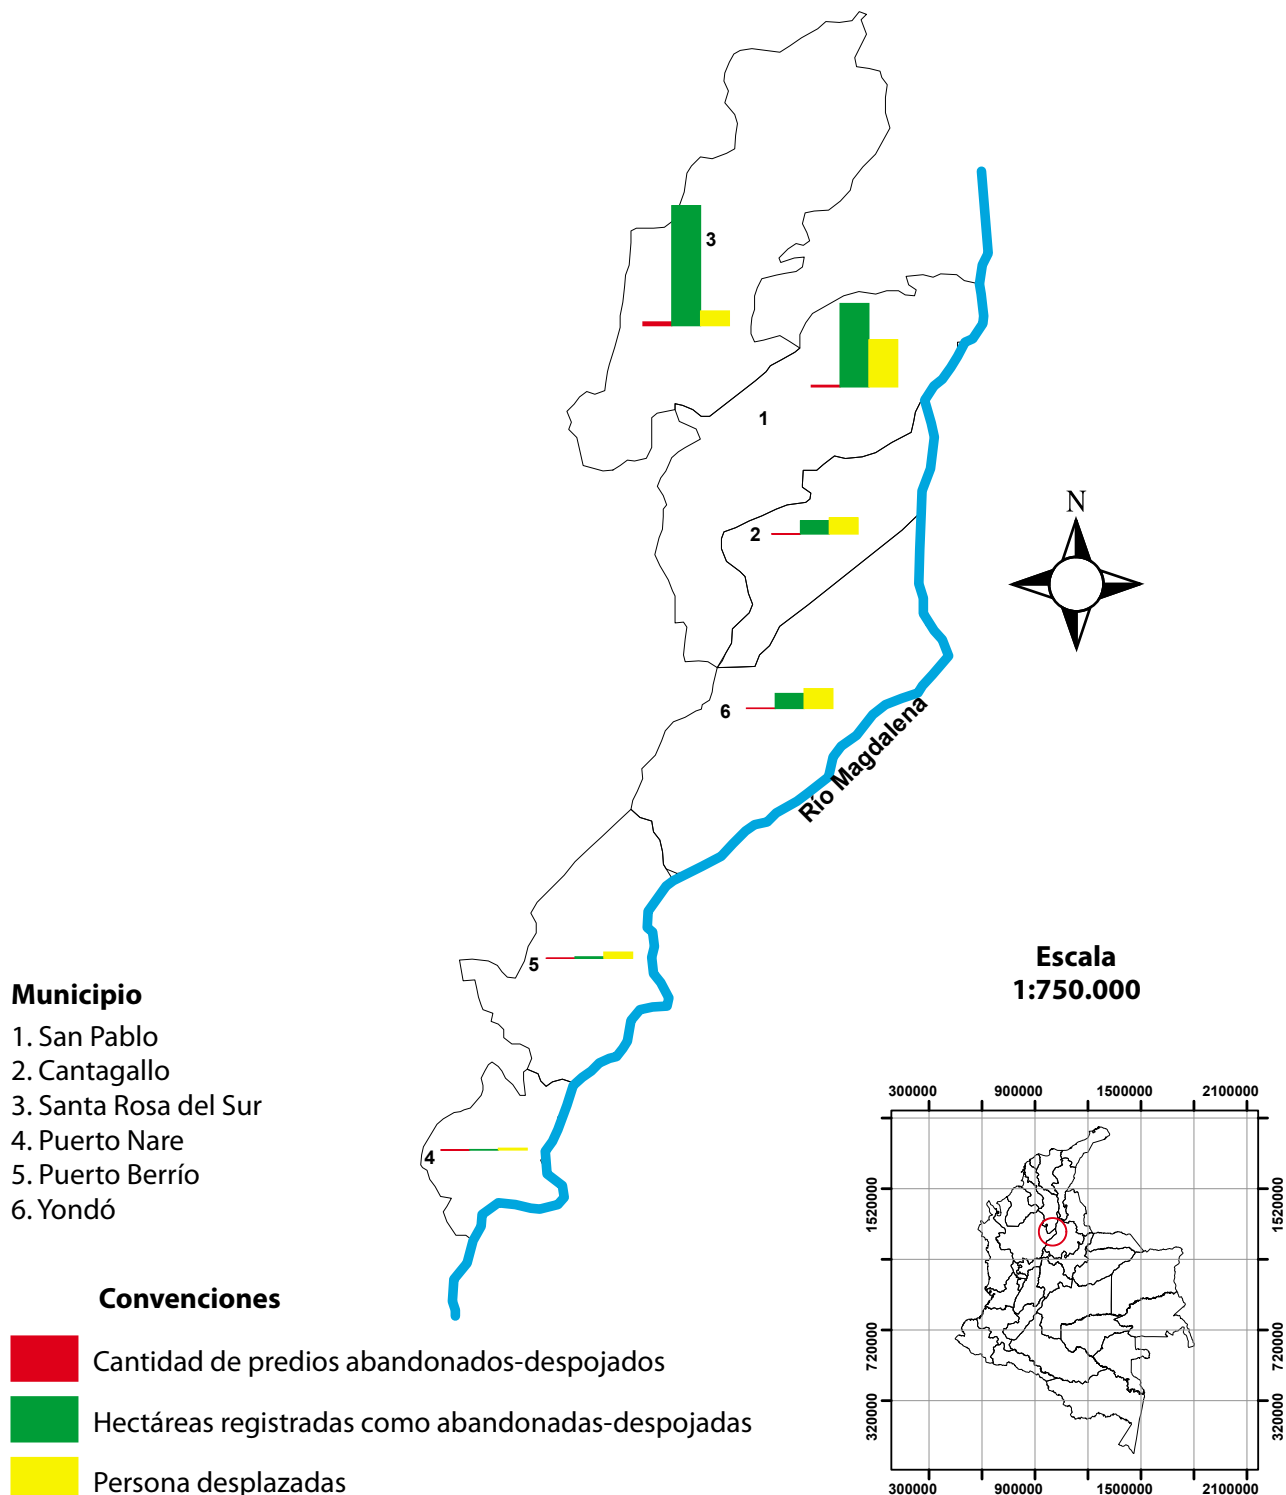 3
1
2
6
5
4
N
Río Magdalena
Escala
1:750.000
Municipio
1. San Pablo
2. Cantagallo
3. Santa Rosa del Sur
4. Puerto Nare
5. Puerto Berrío
6. Yondó
Convenciones
Cantidad de predios abandonados-despojados
Hectáreas registradas como abandonadas-despojadas
Persona desplazadas
300000 900000 1500000 2100000
1520000 1520000
720000 720000
320000 320000
300000 900000 1500000 2100000